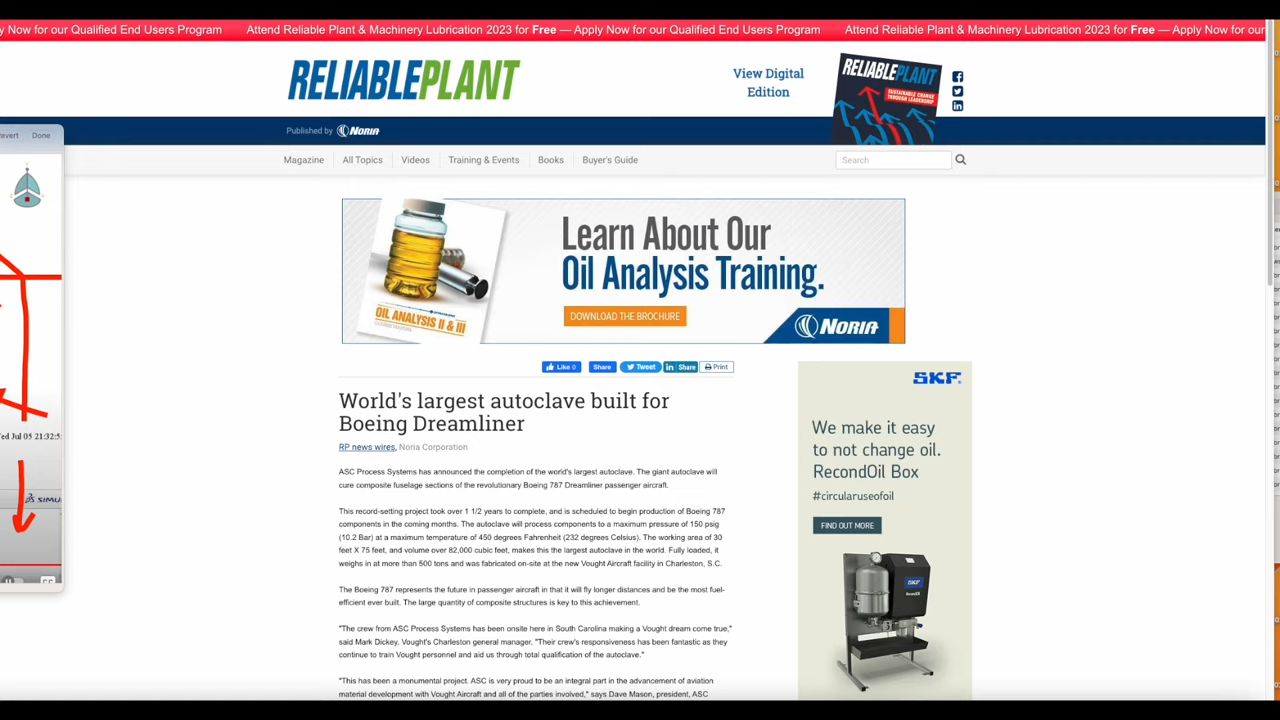 Now for our Qualified End Users Program Attend Reliable Plant & Machinery Lubrication 2023 for Free — Apply Now for our Qualified End Users Program Attend Reliable Plant & Machinery Lubrication 2023 for Free — Apply Now for our
RELIABLEPLANT
View Digital
Edition
RELIABLEPLANT
SUSTAINABLE CHANGE
THROUGH LEADERSHIP
Published by NORIA
Done
Magazine All Topics Videos Training & Events Books Buyer's Guide
Search
Learn About Our
Oil Analysis Training.
DOWNLOAD THE BROCHURE
OIL ANALYSIS II & III
NORIA
Like 0 Share Tweet Share Print
World's largest autoclave built for
Boeing Dreamliner
RP news wires, Noria Corporation
ASC Process Systems has announced the completion of the world's largest autoclave. The giant autoclave will
cure composite fuselage sections of the revolutionary Boeing 787 Dreamliner passenger aircraft.
This record-setting project took over 1 1/2 years to complete, and is scheduled to begin production of Boeing 787
components in the coming months. The autoclave will process components to a maximum pressure of 150 psig
(10.2 Bar) at a maximum temperature of 450 degrees Fahrenheit (232 degrees Celsius). The working area of 30
feet X 75 feet, and volume over 82,000 cubic feet, makes this the largest autoclave in the world. Fully loaded, it
weighs in at more than 500 tons and was fabricated on-site at the new Vought Aircraft facility in Charleston, S.C.
The Boeing 787 represents the future in passenger aircraft in that it will fly longer distances and be the most fuel-
efficient ever built. The large quantity of composite structures is key to this achievement.
"The crew from ASC Process Systems has been onsite here in South Carolina making a Vought dream come true,"
said Mark Dickey, Vought's Charleston general manager. "Their crew's responsiveness has been fantastic as they
continue to train Vought personnel and aid us through total qualification of the autoclave."
"This has been a monumental project. ASC is very proud to be an integral part in the advancement of aviation
material development with Vought Aircraft and all of the parties involved," says Dave Mason, president, ASC
SKF.
We make it easy
to not change oil.
RecondOil Box
#circularuseofoil
FIND OUT MORE
SKF
Jul 05 21:32:5
CC